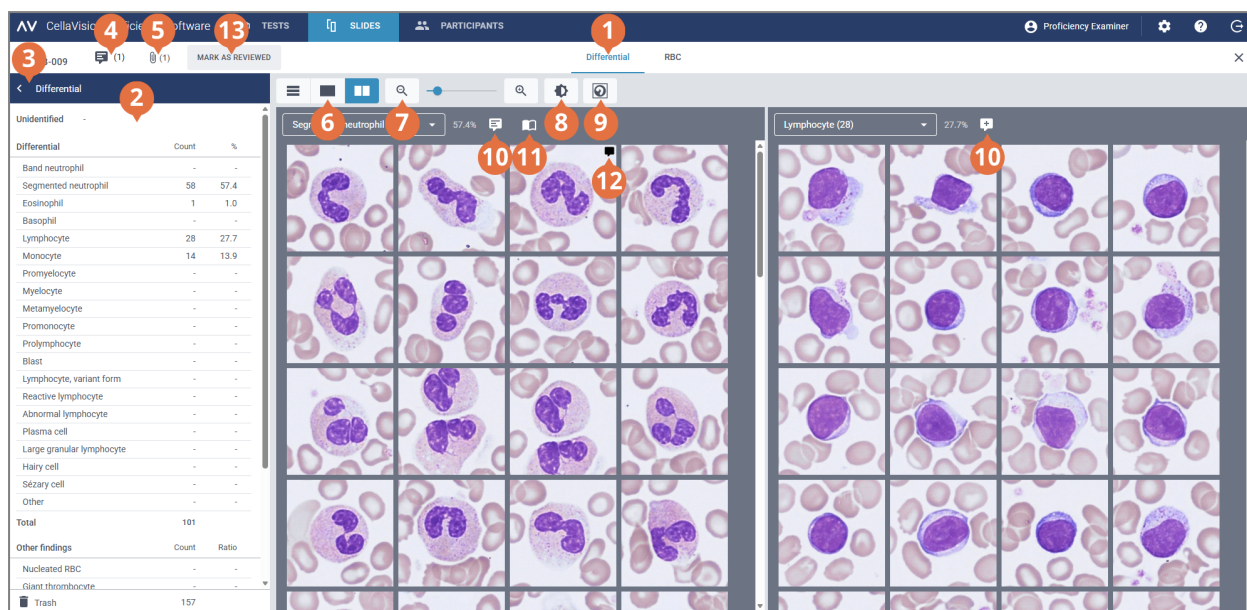 CellaVision
oftware
TESTS
SLIDES
PARTICIPANTS
Proficiency Examiner
4
5
13
1
-009
(1)
(1)
MARK AS REVIEWED
Differential
RBC
3
Differential
2
6
7
8
9
Unidentified -
neutrophil
57.4%
Lymphocyte (28)
27.7%
10
11
12
10
Differential Count %
Band neutrophil - -
Segmented neutrophil 58 57.4
Eosinophil 1 1.0
Basophil - -
Lymphocyte 28 27.7
Monocyte 14 13.9
Promyelocyte - -
Myelocyte - -
Metamyelocyte - -
Promonocyte - -
Prolymphocyte - -
Blast - -
Lymphocyte, variant form - -
Reactive lymphocyte - -
Abnormal lymphocyte - -
Plasma cell - -
Large granular lymphocyte - -
Hairy cell - -
Sézary cell - -
Other - -
Total 101
Other findings Count Ratio
Nucleated RBC - -
Giant thrombocyte - -
Trash 157